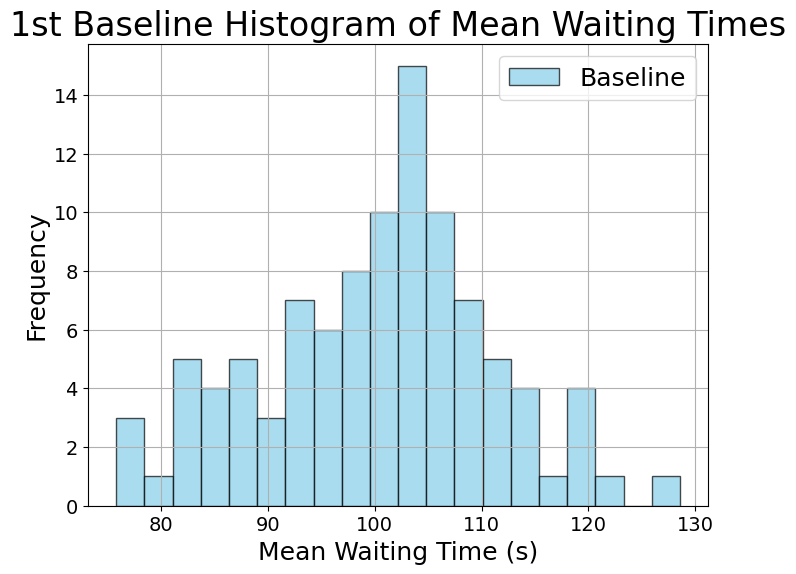 1st Baseline Histogram of Mean Waiting Times
Baseline
Frequency
14
12
10
8
6
4
2
0
80 90 100 110 120 130
Mean Waiting Time (s)